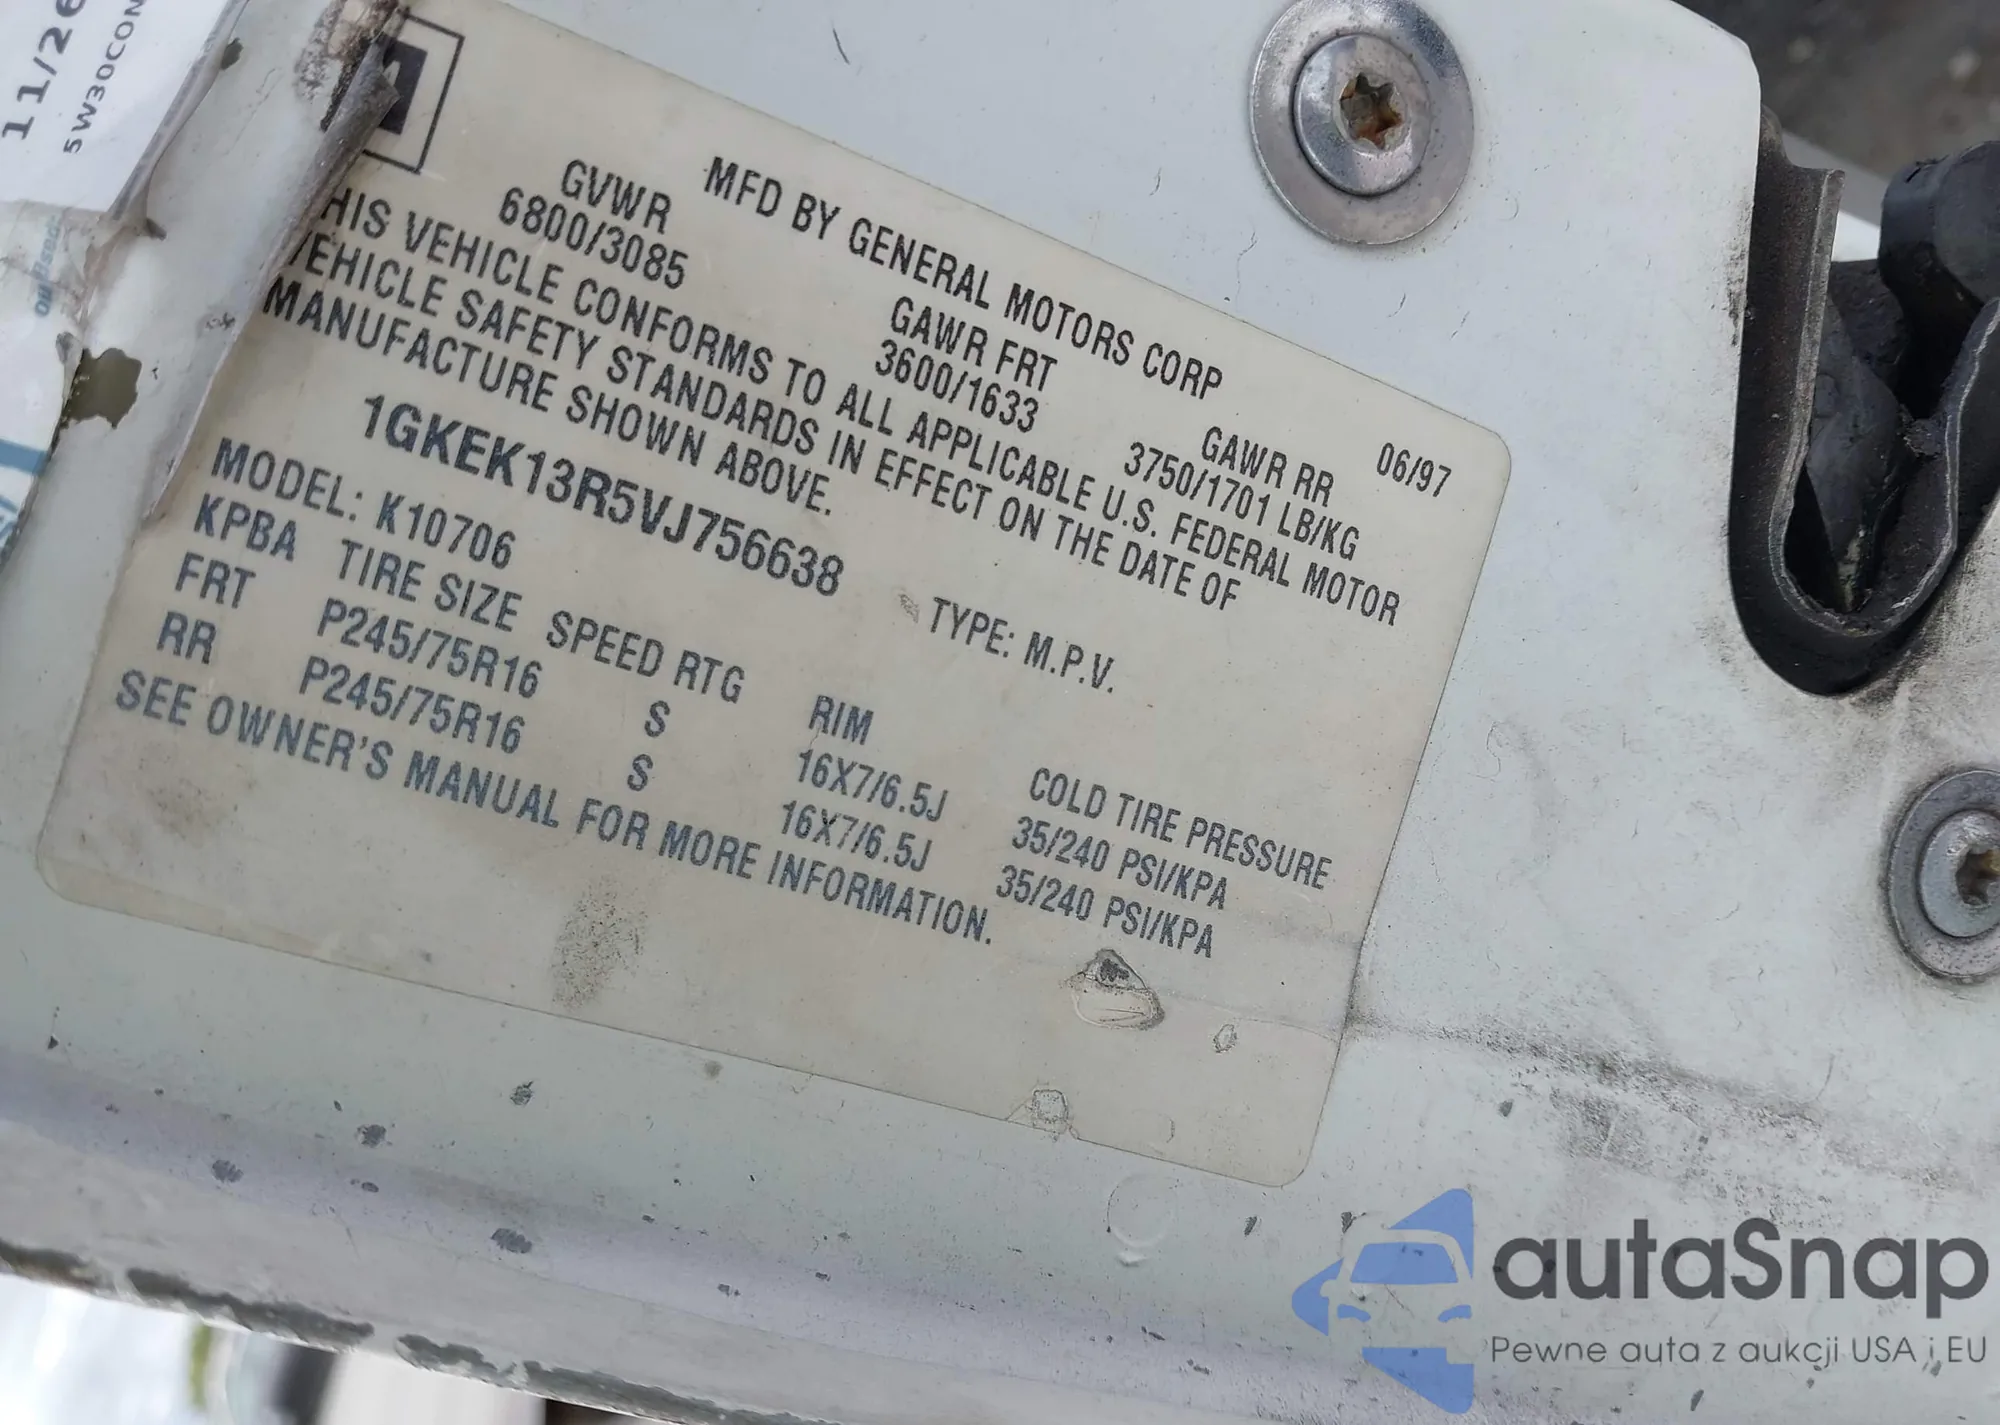 11/26
5W30CON
M
MFD BY GENERAL MOTORS CORP
06/97
GVWR
GAWR FRT
GAWR RR
6800/3085
3600/1633
3750/1701 LB/KG
HIS VEHICLE CONFORMS TO ALL APPLICABLE U.S. FEDERAL MOTOR
VEHICLE SAFETY STANDARDS IN EFFECT ON THE DATE OF
MANUFACTURE SHOWN ABOVE.
1GKEK13R5VJ756638
TYPE: M.P.V.
MODEL: K10706
KPBA TIRE SIZE SPEED RTG RIM COLD TIRE PRESSURE
FRT P245/75R16 S 16X7/6.5J 35/240 PSI/KPA
RR P245/75R16 S 16X7/6.5J 35/240 PSI/KPA
SEE OWNER'S MANUAL FOR MORE INFORMATION.
autaSnap
Pewne auta z aukcji USA i EU